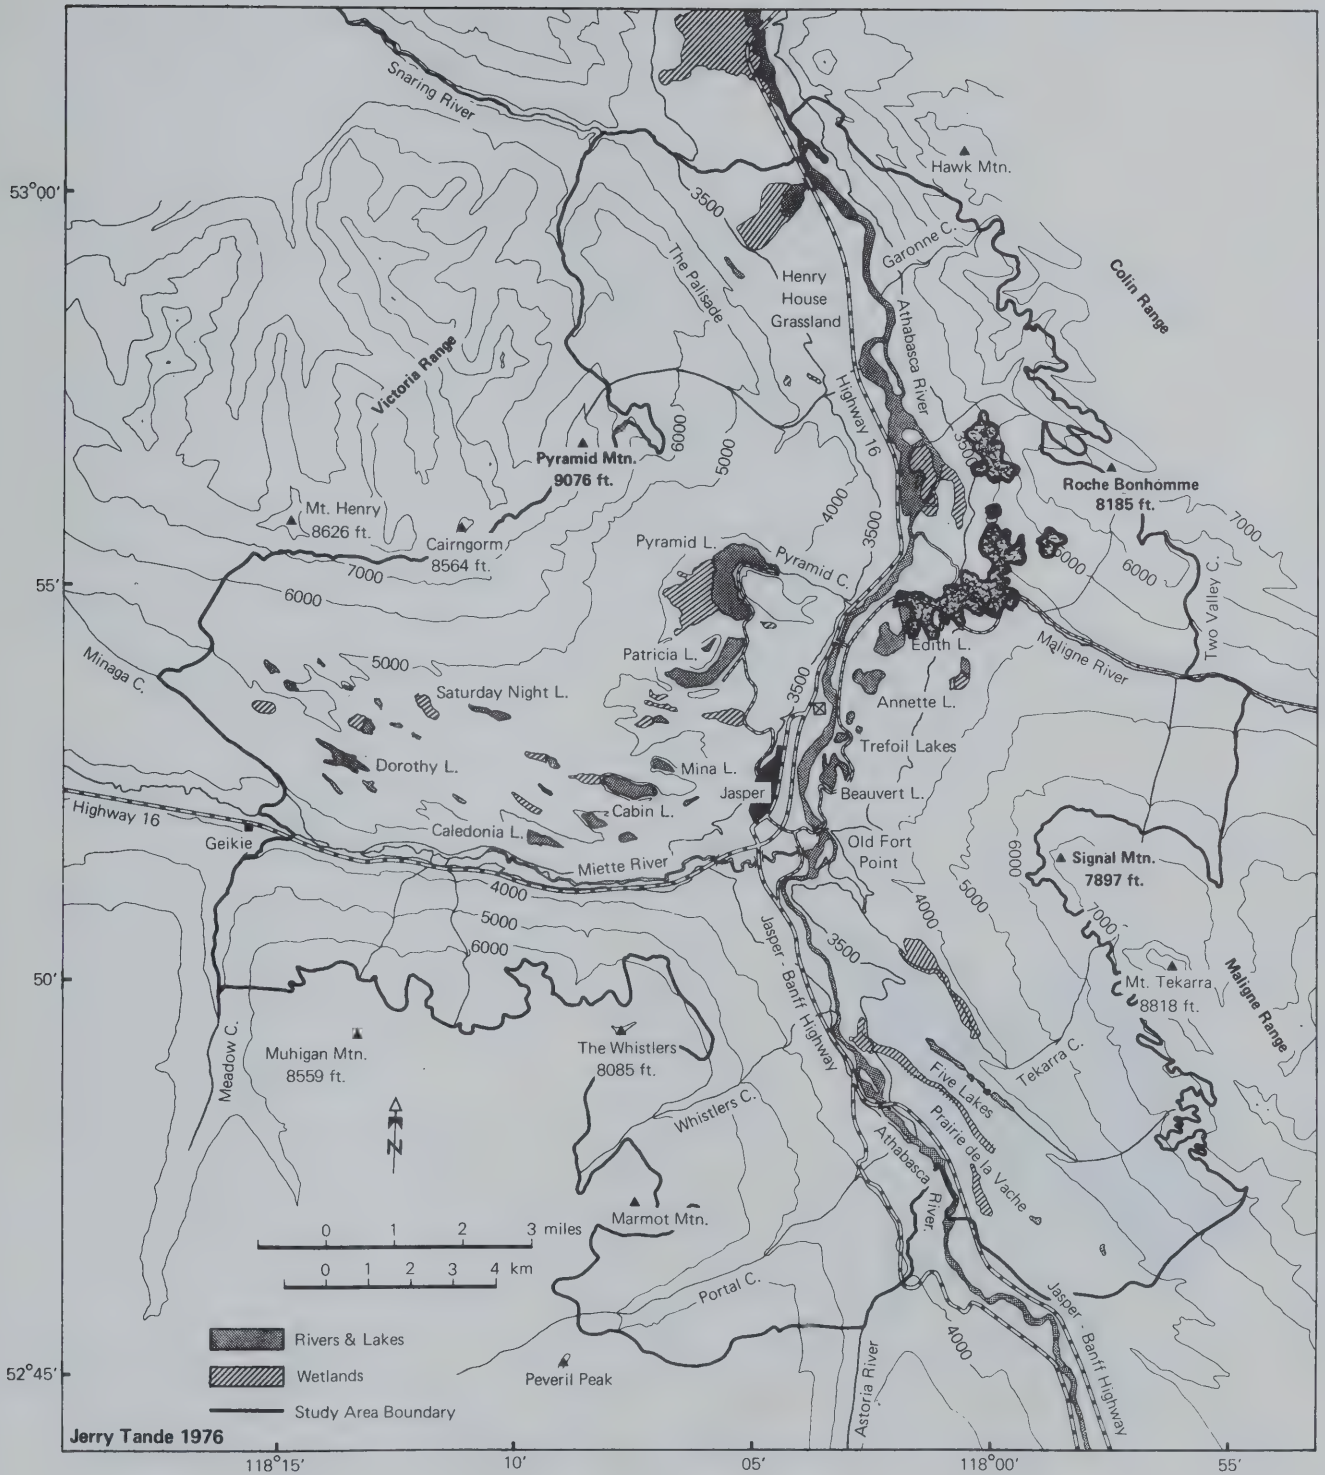 Snaring River
Hawk Mtn.
53°00'
3500
Garonne C.
The Palisade
Henry
House
Grassland
Colin Range
Athabasca River
Victoria Range
Highway 16
3500
6000
5000
Pyramid Mtn.
9076 ft.
Roche Bonhomme
8185 ft.
Mt. Henry
8626 ft.
Cairngorm
8564 ft.
4000
3500
7000
Pyramid L.
Pyramid C.
7000
6000
6000
Two Valley C.
55'
6000
Minaga C.
5000
Patricia L.
Edith L.
Maligne River
Saturday Night L.
3500
Annette L.
Trefoil Lakes
Dorothy L.
Mina L.
Jasper
Beauvert L.
Highway 16
Cabin L.
Geikie
Caledonia L.
Old Fort
Point
Miette River
6000
Signal Mtn.
7897 ft.
4000
5000
6000
4000
5000
7000
Jasper - Banff Highway
3500
50'
Mt. Tekarra
8818 ft.
Maligne Range
Meadow C.
Muhigan Mtn.
8559 ft.
The Whistlers
8085 ft.
Tekarra C.
Five Lakes
Whistlers C.
Prairie de la Vache
Athabasca River.
N
Marmot Mtn.
0 1 2 3 miles
0 1 2 3 4 km
Portal C.
Jasper - Banff Highway
4000
Rivers & Lakes
Wetlands
Study Area Boundary
52°45'
Peveril Peak
Astoria River
Jerry Tande 1976
118°15'
10'
05'
118°00'
55'